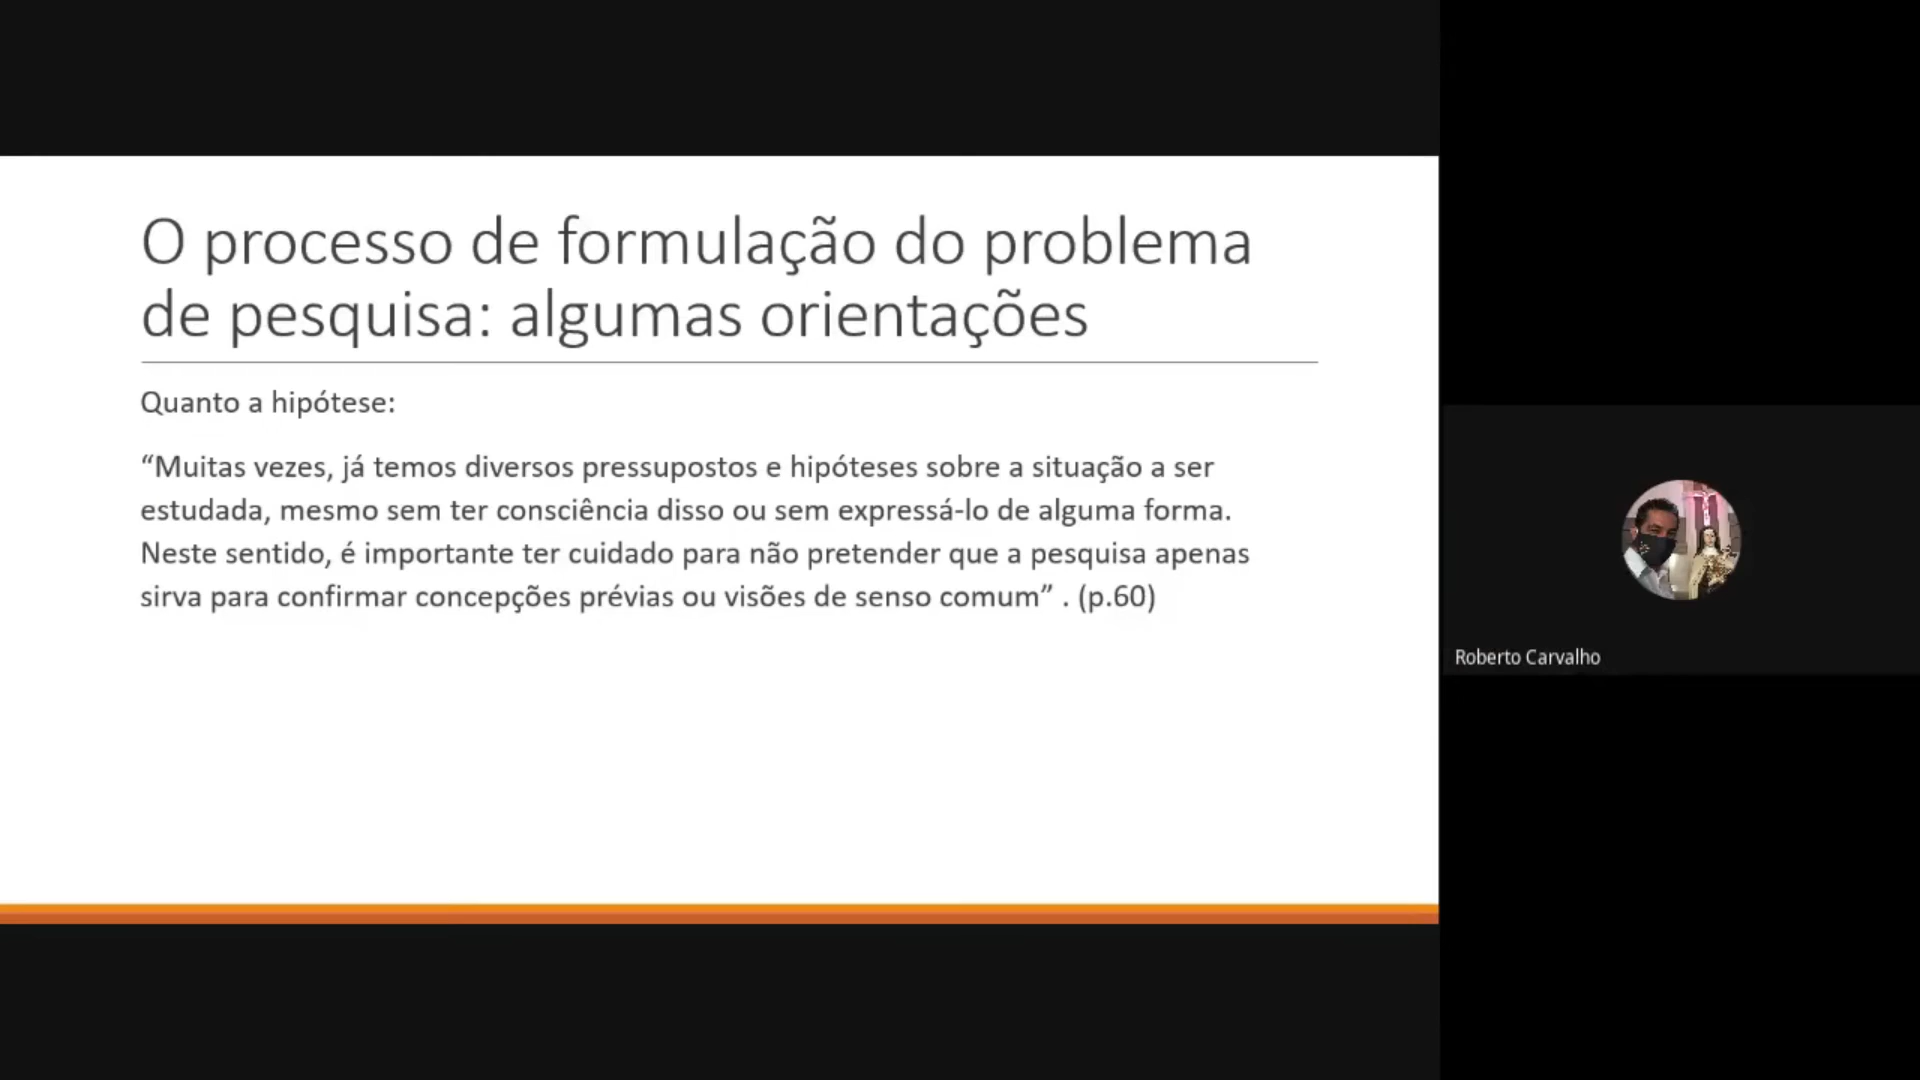 O processo de formulação do problema
de pesquisa: algumas orientações
Quanto a hipótese:
“Muitas vezes, já temos diversos pressupostos e hipóteses sobre a situação a ser
estudada, mesmo sem ter consciência disso ou sem expressá-lo de alguma forma.
Neste sentido, é importante ter cuidado para não pretender que a pesquisa apenas
sirva para confirmar concepções prévias ou visões de senso comum” . (p.60)
Roberto Carvalho